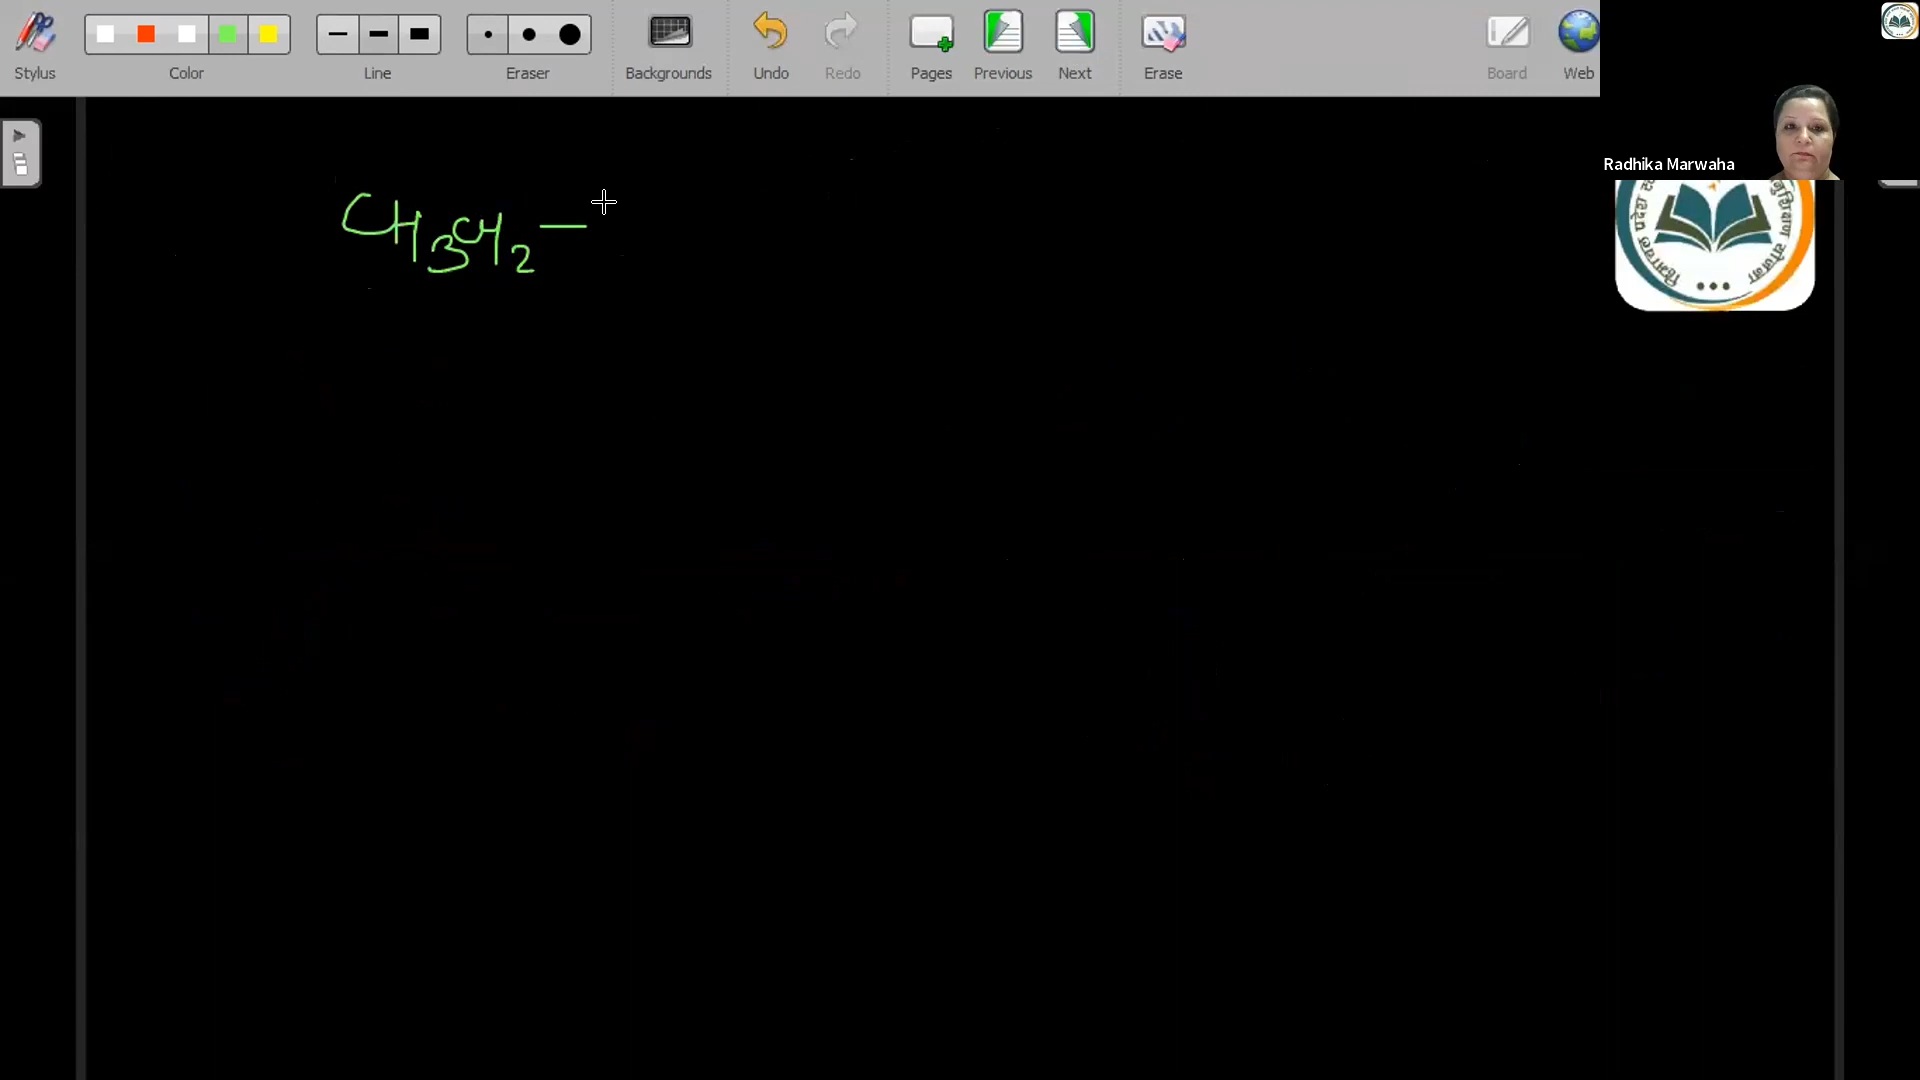 Stylus Color Line Eraser Backgrounds Undo Redo Pages Previous Next Erase Board Web
Radhika Marwaha
CH3CH2 —